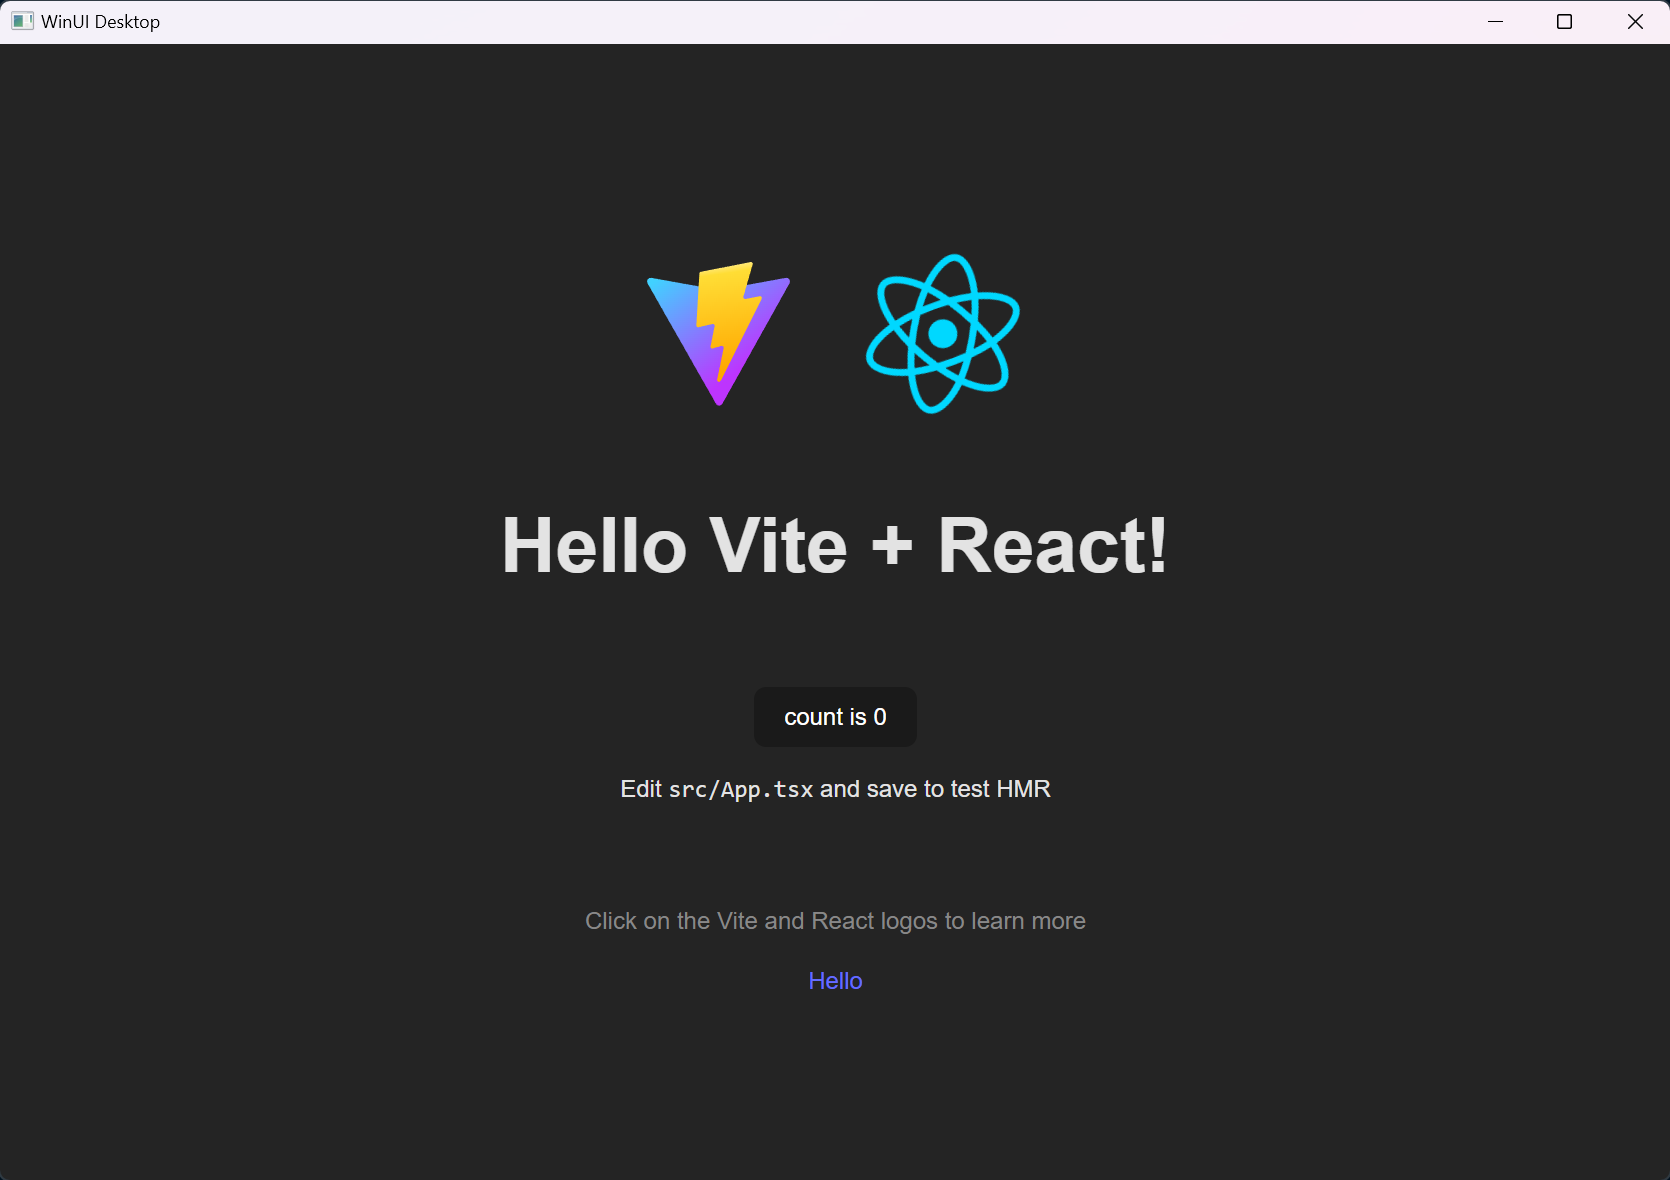 WinUI Desktop
Hello Vite + React!
count is 0
Edit src/App.tsx and save to test HMR
Click on the Vite and React logos to learn more
Hello